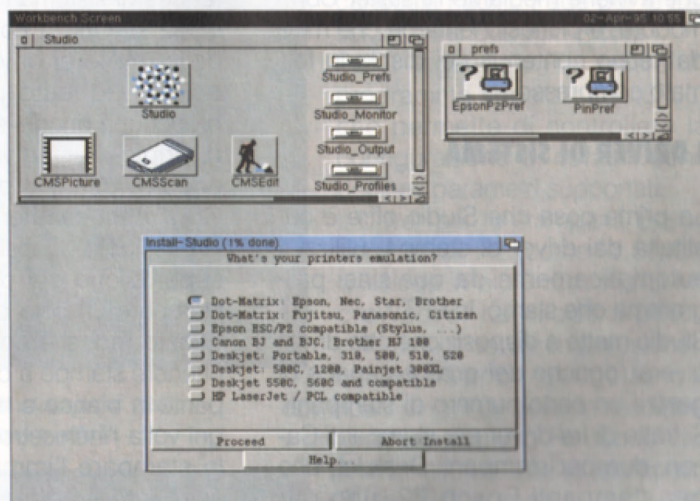 Workbench Screen 02-Apr-95 10:55
Studio
Studio_Prefs
Studio
Studio_Monitor
Studio_Output
CMSPicture CMSScan CMSEdit Studio_Profiles
prefs
EpsonP2Pref PinPref
DRIVER DI SISTEMA
Install-Studio (1% done)
What's your printers emulation?
Dot-Matrix: Epson, Nec, Star, Brother
Dot-Matrix: Fujitsu, Panasonic, Citizen
Epson ESC/P2 compatible (Stylus, ...)
Canon BJ and BJC, Brother HJ 100
Deskjet: Portable, 310, 500, 510, 520
Deskjet: 500C, 1200, Painjet 300XL
Deskjet 550C, 560C and compatible
HP LaserJet / PCL compatible
Proceed Abort Install
Help